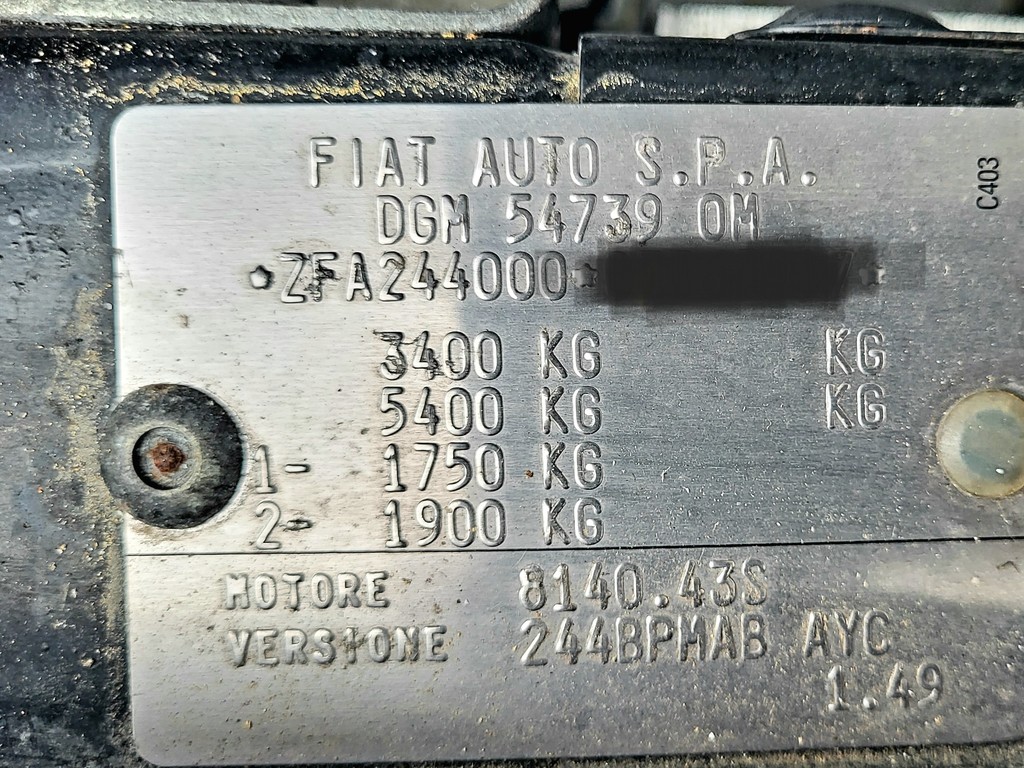 FIAT AUTO S.P.A.
C403
DGM 54739 OM
*ZFA244000*
3400 KG KG
5400 KG KG
1- 1750 KG
2- 1900 KG
MOTORE 8140.43S
VERSIONE 244BPMAB AYC
1.49